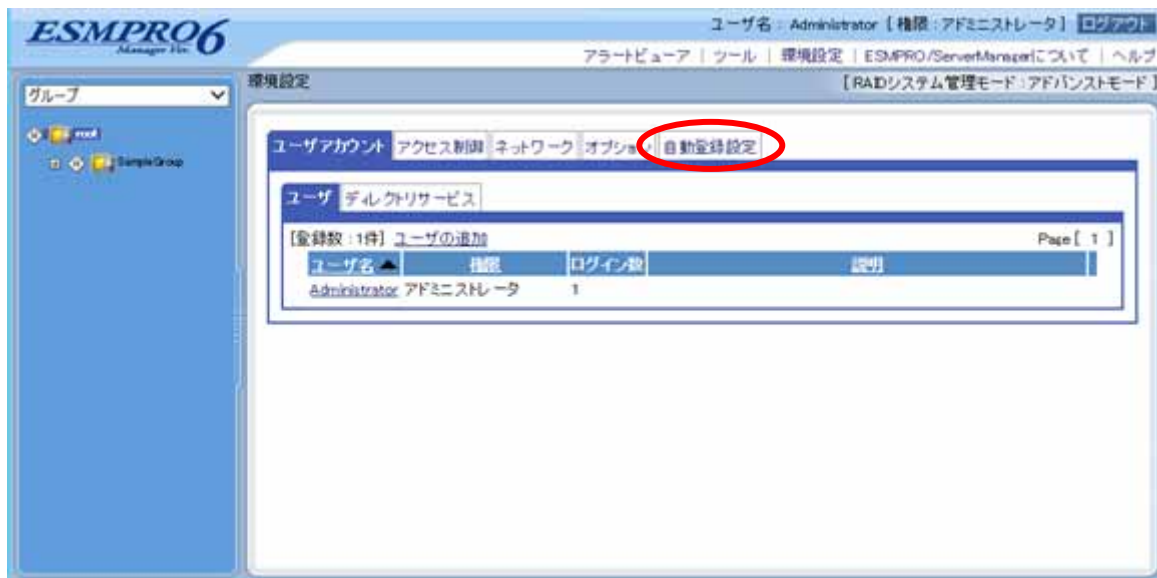 ESMPRO6
Manager Ver.
ユーザ名 : Administrator 【 権限 : アドミニストレータ 】 ログアウト
アラートビューア | ツール | 環境設定 | ESMPRO/ServerManagerについて | ヘルプ
グループ
環境設定
【 RAIDシステム管理モード : アドバンストモード 】
root
SampleGroup
ユーザアカウント アクセス制御 ネットワーク オプション 自動登録設定
ユーザ ディレクトリサービス
[登録数 : 1件] ユーザの追加
Page [ 1 ]
ユーザ名 ▲ 権限 ログイン数 説明
Administrator アドミニストレータ 1